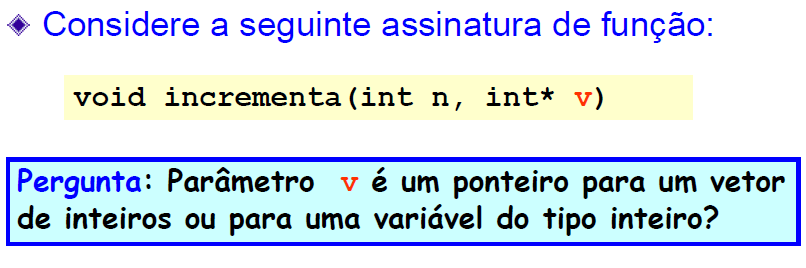 Considere a seguinte assinatura de função:
void incrementa(int n, int* v)
Pergunta: Parâmetro v é um ponteiro para um vetor
de inteiros ou para uma variável do tipo inteiro?